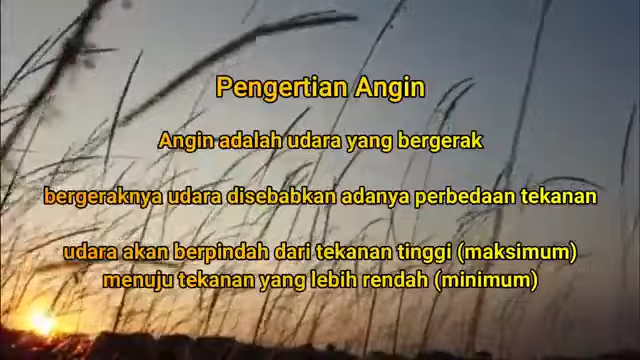 Pengertian Angin
Angin adalah udara yang bergerak
bergeraknya udara disebabkan adanya perbedaan tekanan
udara akan berpindah dari tekanan tinggi (maksimum)
menuju tekanan yang lebih rendah (minimum)